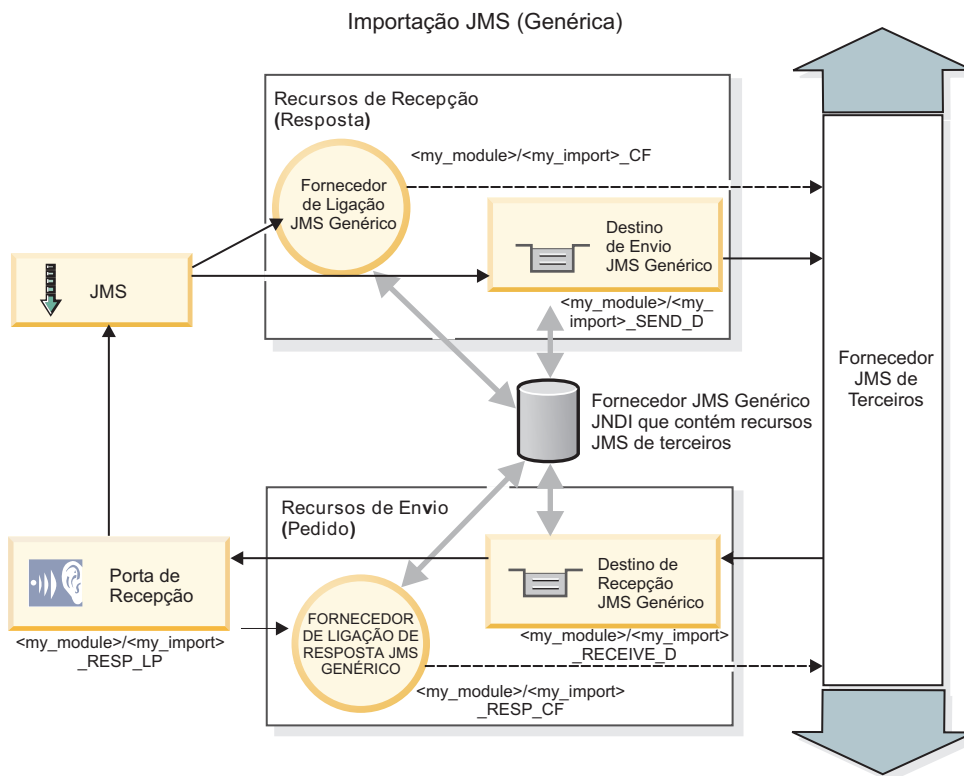 Importação JMS (Genérica)
Recursos de Recepção
(Resposta)
<my_module>/<my_import>_CF
Fornecedor
de Ligação
JMS Genérico
Destino
de Envio
JMS Genérico
<my_module>/<my_
import>_SEND_D
JMS
Fornecedor
JMS de
Terceiros
Fornecedor JMS Genérico
JNDI que contém recursos
JMS de terceiros
Recursos de Envio
(Pedido)
Porta de
Recepção
<my_module>/<my_import>
_RESP_LP
Destino de
Recepção
JMS Genérico
<my_module>/<my_import>
_RECEIVE_D
FORNECEDOR
DE LIGAÇÃO DE
RESPOSTA JMS
GENÉRICO
<my_module>/<my_import>
_RESP_CF